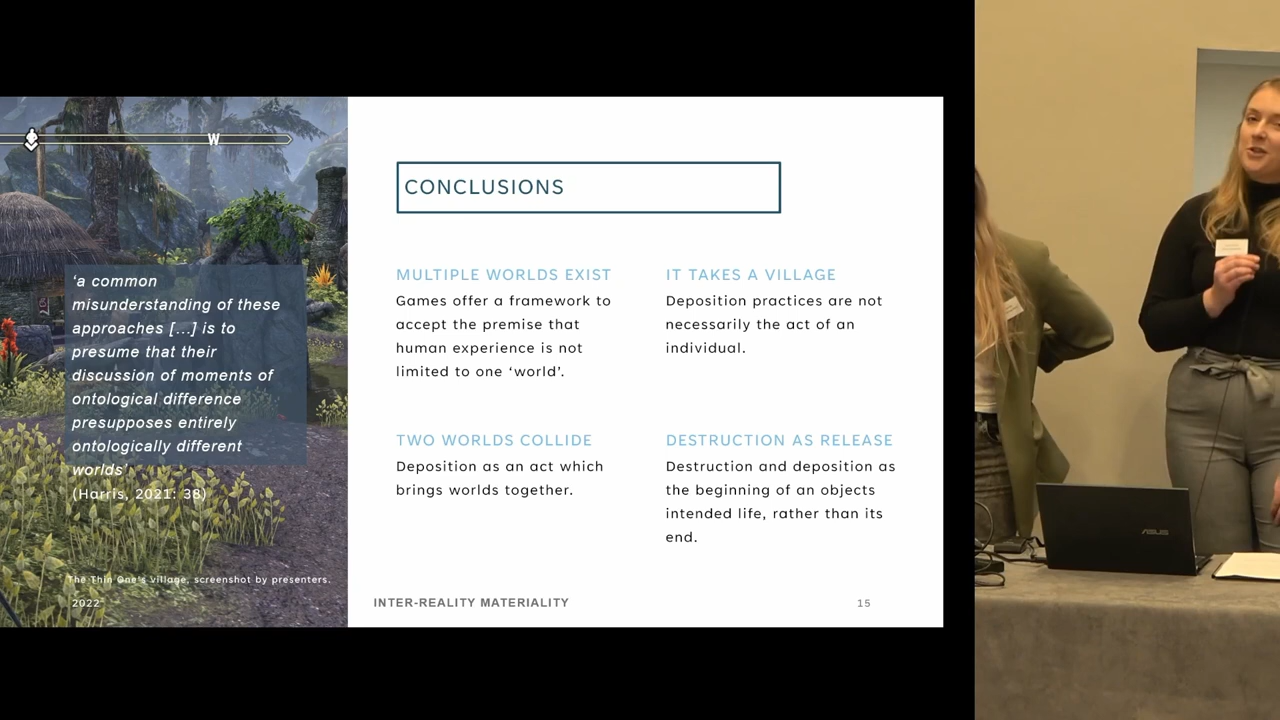 W
‘a common
misunderstanding of these
approaches [...] is to
presume that their
discussion of moments of
ontological difference
presupposes entirely
ontologically different
worlds’
(Harris, 2021: 38)
The Thin One's Village, screenshot by presenters.
2022
CONCLUSIONS
MULTIPLE WORLDS EXIST
Games offer a framework to
accept the premise that
human experience is not
limited to one ‘world’.
IT TAKES A VILLAGE
Deposition practices are not
necessarily the act of an
individual.
TWO WORLDS COLLIDE
Deposition as an act which
brings worlds together.
DESTRUCTION AS RELEASE
Destruction and deposition as
the beginning of an objects
intended life, rather than its
end.
INTER-REALITY MATERIALITY
15
ASUS